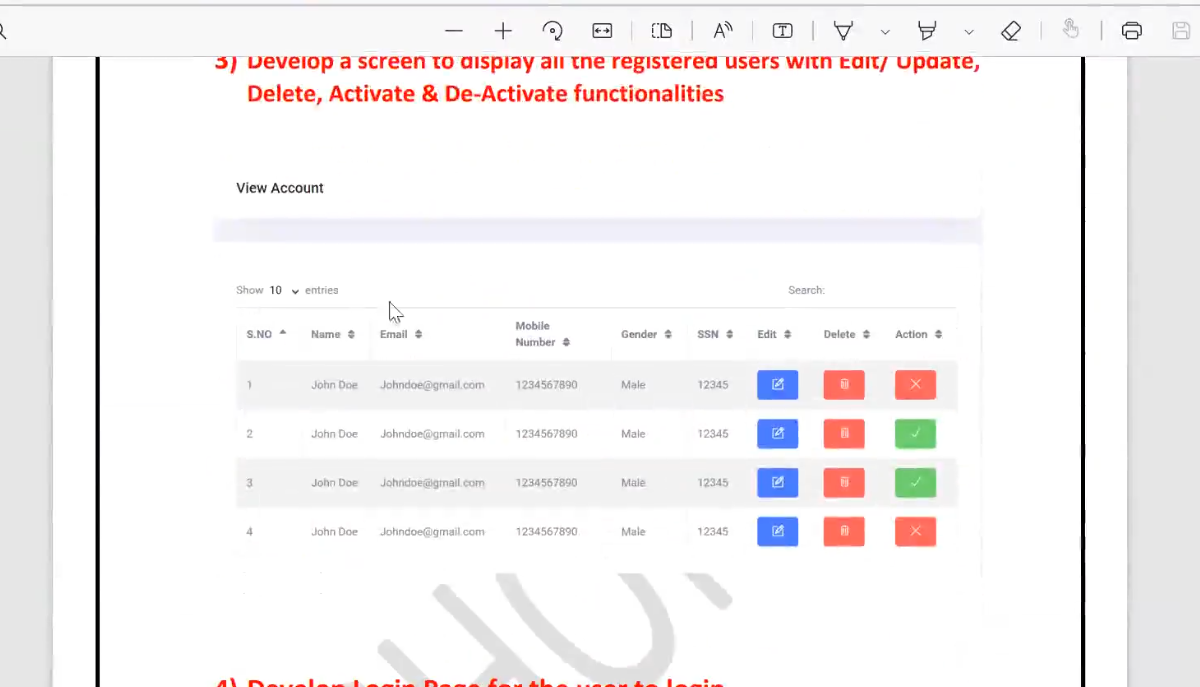 3) Develop a screen to display all the registered users with Edit/ Update,
Delete, Activate & De-Activate functionalities
View Account
Show 10 entries
Search:
S.NO Name Email Mobile Number Gender SSN Edit Delete Action
1 John Doe Johndoe@gmail.com 1234567890 Male 12345
2 John Doe Johndoe@gmail.com 1234567890 Male 12345
3 John Doe Johndoe@gmail.com 1234567890 Male 12345
4 John Doe Johndoe@gmail.com 1234567890 Male 12345
4) Develop Login Page for the user to login